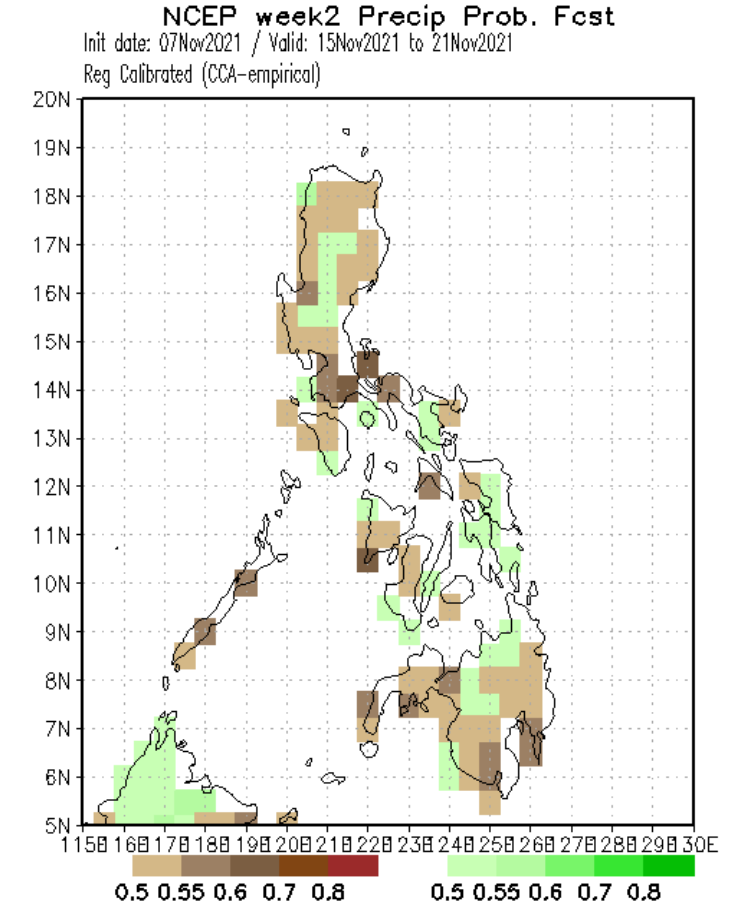 NCEP week2 Precip Prob. Fcst
Init date: 07Nov2021 / Valid: 15Nov2021 to 21Nov2021
Reg Calibrated (CCA-empirical)
20N
19N
18N
17N
16N
15N
14N
13N
12N
11N
10N
9N
8N
7N
6N
5N
115E 116E 117E 118E 119E 120E 121E 122E 123E 124E 125E 126E 127E 128E 129E 130E
0.5 0.55 0.6 0.7 0.8 0.5 0.55 0.6 0.7 0.8